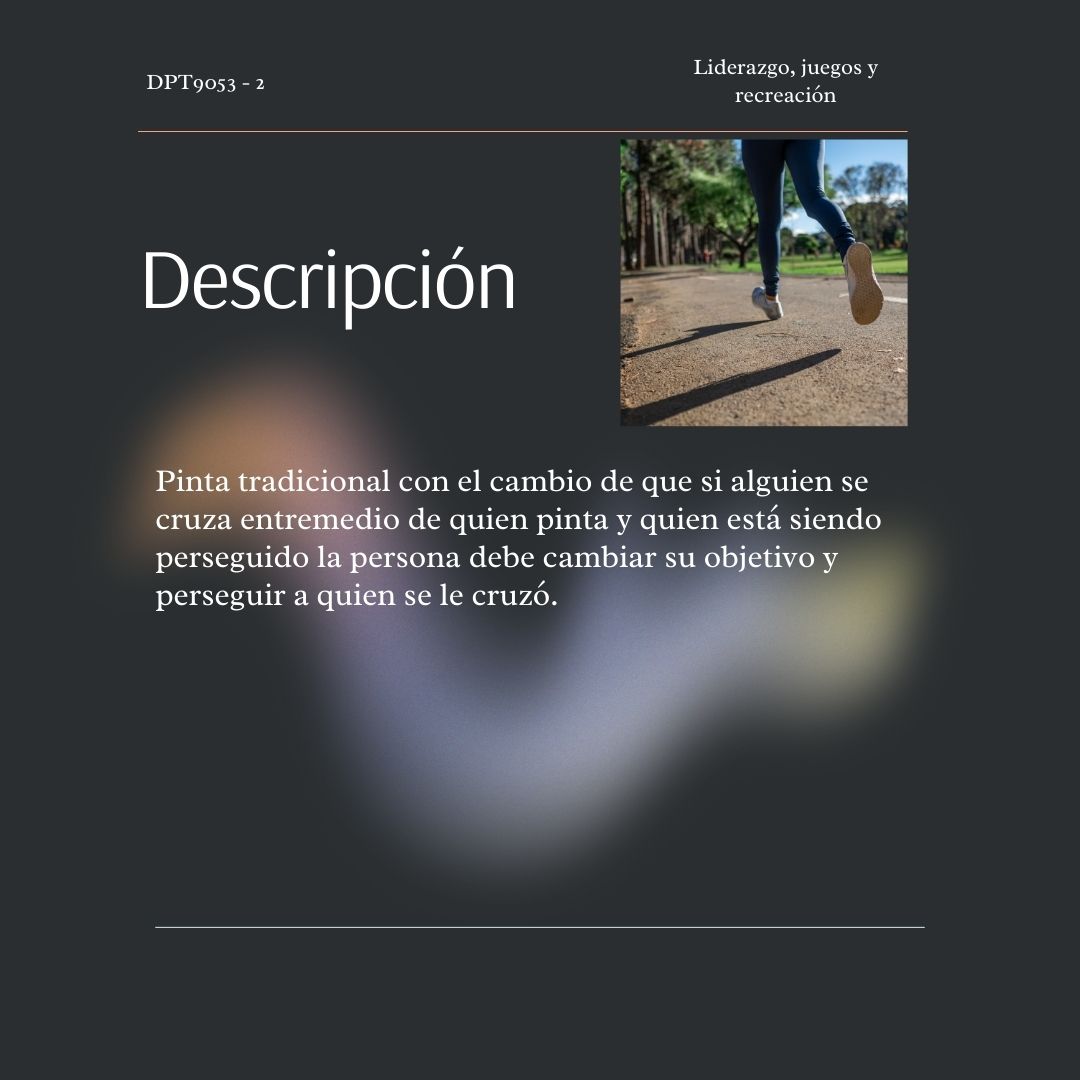 DPT9053 - 2
Liderazgo, juegos y
recreación
Descripción
Pinta tradicional con el cambio de que si alguien se
cruza entremedio de quien pinta y quien está siendo
perseguido la persona debe cambiar su objetivo y
perseguir a quien se le cruzó.